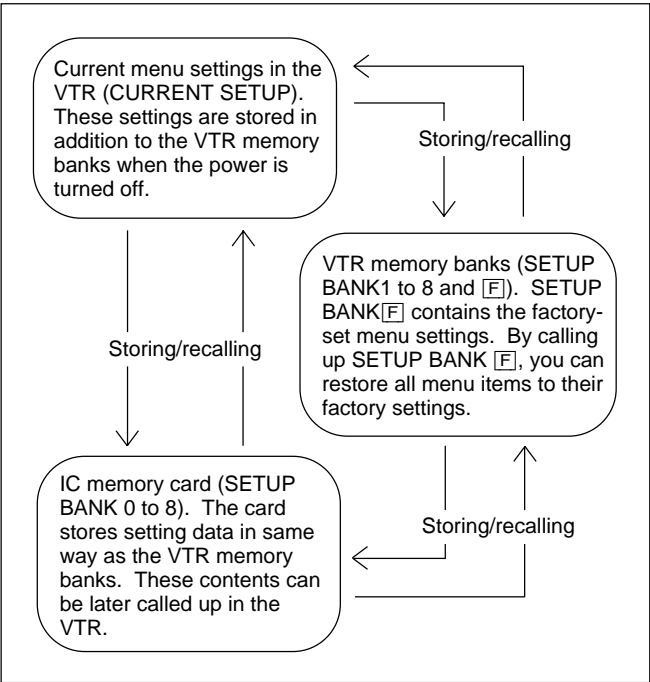 Current menu settings in the
VTR (CURRENT SETUP).
These settings are stored in
addition to the VTR memory
banks when the power is
turned off.
Storing/recalling
VTR memory banks (SETUP
BANK1 to 8 and F). SETUP
BANK F contains the factory-
set menu settings. By calling
up SETUP BANK F, you can
restore all menu items to their
factory settings.
Storing/recalling
IC memory card (SETUP
BANK 0 to 8). The card
stores setting data in same
way as the VTR memory
banks. These contents can
be later called up in the
VTR.
Storing/recalling